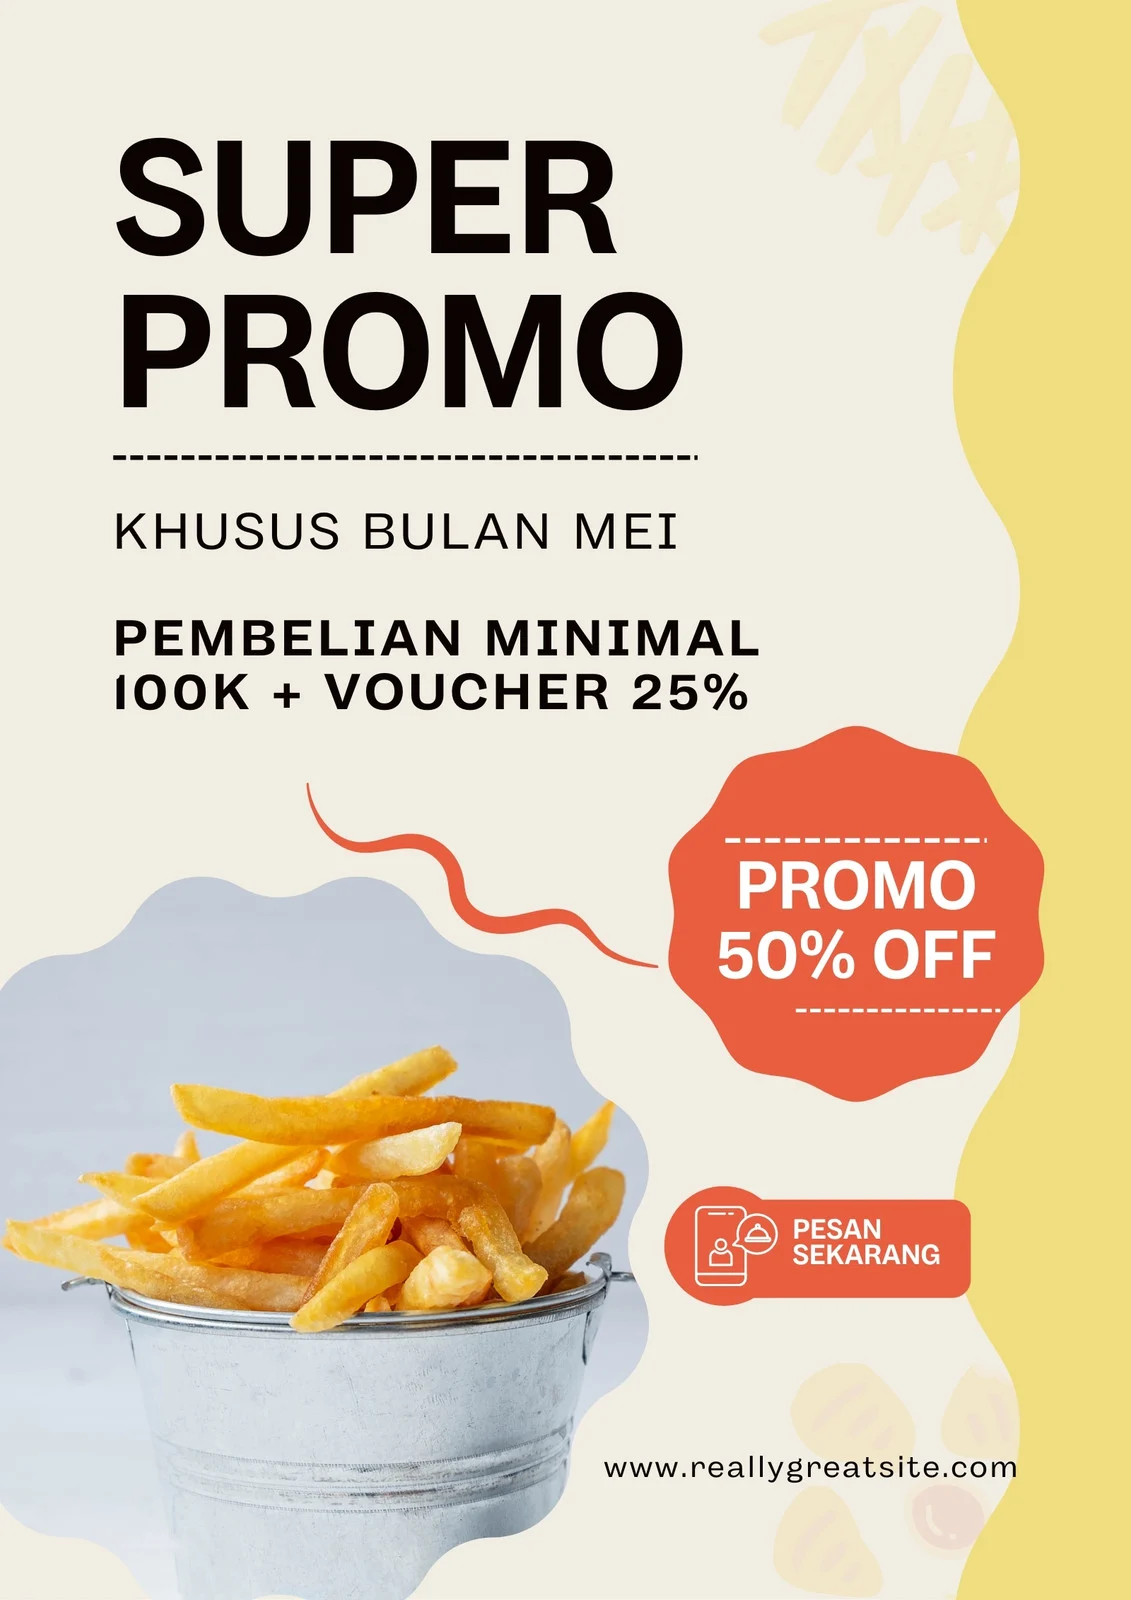 SUPER
PROMO
KHUSUS BULAN MEI
PEMBELIAN MINIMAL
100K + VOUCHER 25%
PROMO
50% OFF
PESAN
SEKARANG
www.reallygreatsite.com